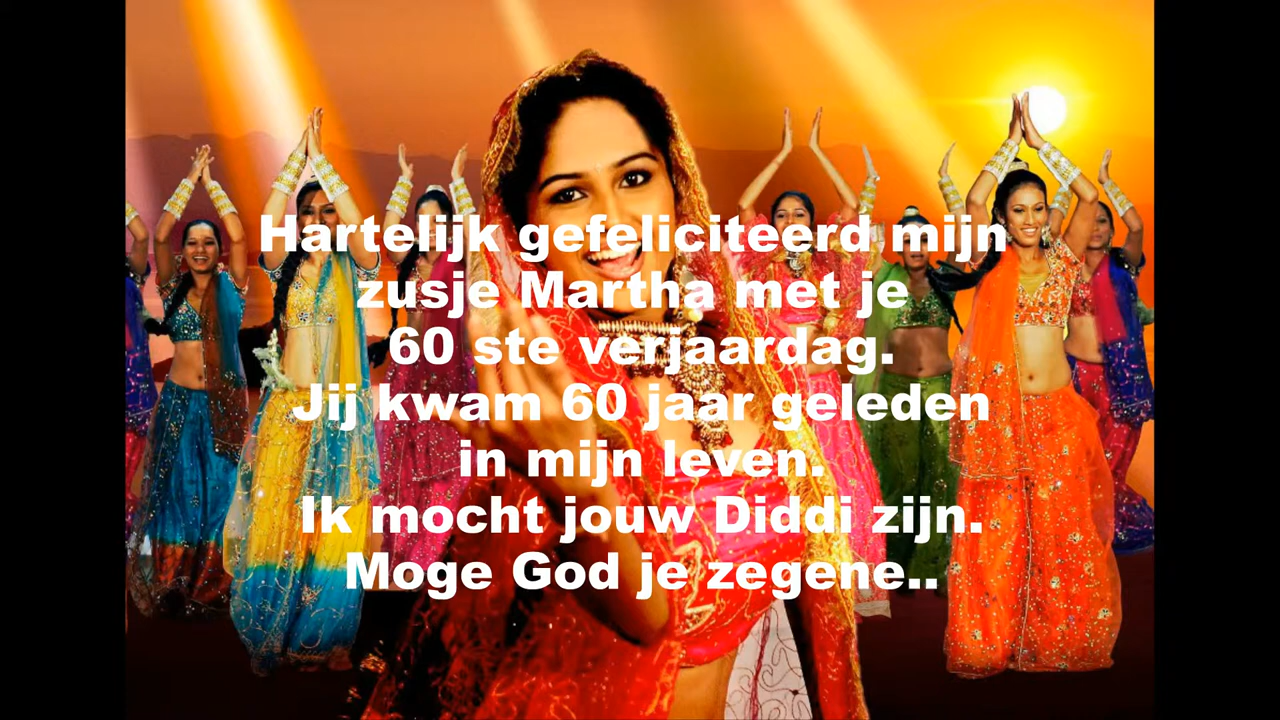 Hartelijk gefeliciteerd mijn
zusje Martha met je
60 ste verjaardag.
Jij kwam 60 jaar geleden
in mijn leven.
Ik mocht jouw Diddi zijn.
Moge God je zegene..